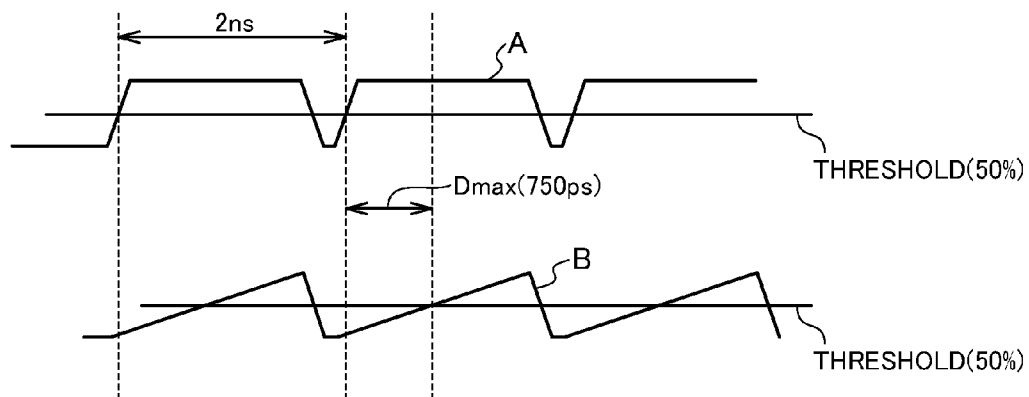 2ns
A
THRESHOLD(50%)
Dmax(750ps)
B
THRESHOLD(50%)